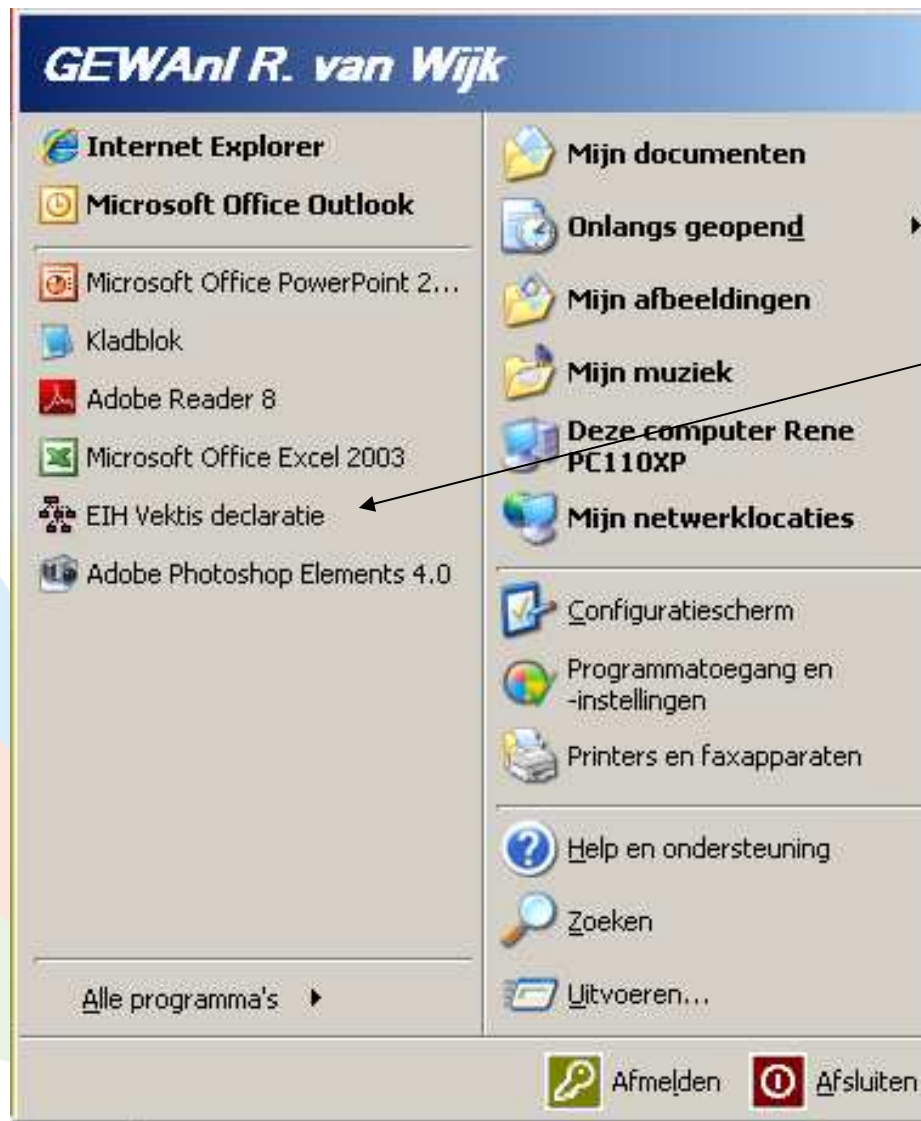 GEWAnl R. van Wijk
Internet Explorer
Microsoft Office Outlook
Microsoft Office PowerPoint 2...
Kladblok
Adobe Reader 8
Microsoft Office Excel 2003
EIH Vektis declaratie
Adobe Photoshop Elements 4.0
Alle programma's
Mijn documenten
Onlangs geopend
Mijn afbeeldingen
Mijn muziek
Deze computer Rene
PC110XP
Mijn netwerklocaties
Configuratiescherm
Programmatoegang en
-instellingen
Printers en faxapparaten
Help en ondersteuning
Zoeken
Uitvoeren...
Afmelden
Afsluiten